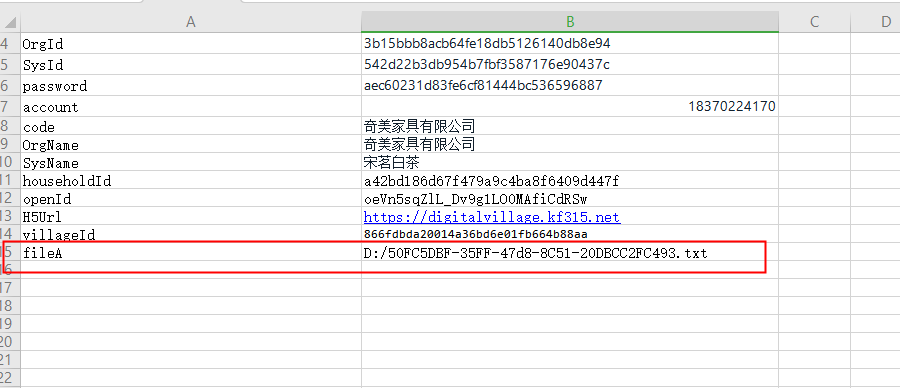 A B C D
4 OrgId 3b15bbb8acb64fe18db5126140db8e94
5 SysId 542d22b3db954b7fbf3587176e90437c
6 password aec60231d83fe6cf81444bc536596887
7 account 18370224170
8 code 奇美家具有限公司
9 OrgName 奇美家具有限公司
10 SysName 宋茗白茶
11 householdId a42bd186d67f479a9c4ba8f6409d447f
12 openId oeVn5sqZlL_Dv9g1LO0MAfiCdRSw
13 H5Url https://digitalvillage.kf315.net
14 villageId 866fdbda20014a36bd6e01fb664b88aa
15 fileA D:/50FC5DBF-35FF-47d8-8C51-20DBCC2FC493.txt
16
17
18
19
20
21
22